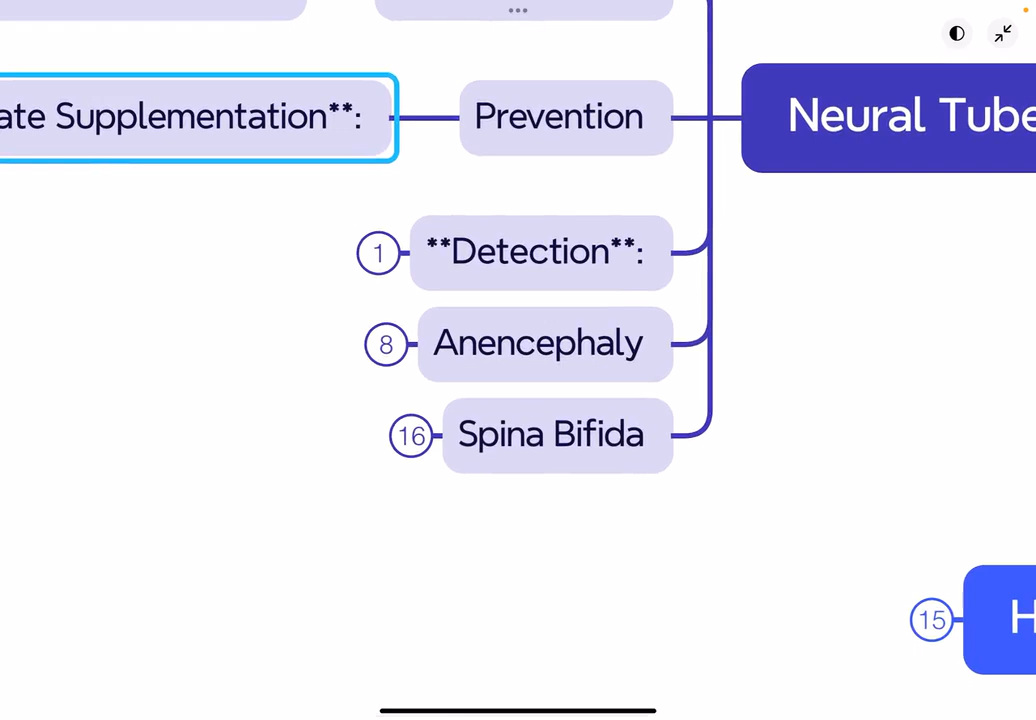 ate Supplementation**:
Prevention
Neural Tube
1
**Detection**:
8
Anencephaly
16
Spina Bifida
15
H